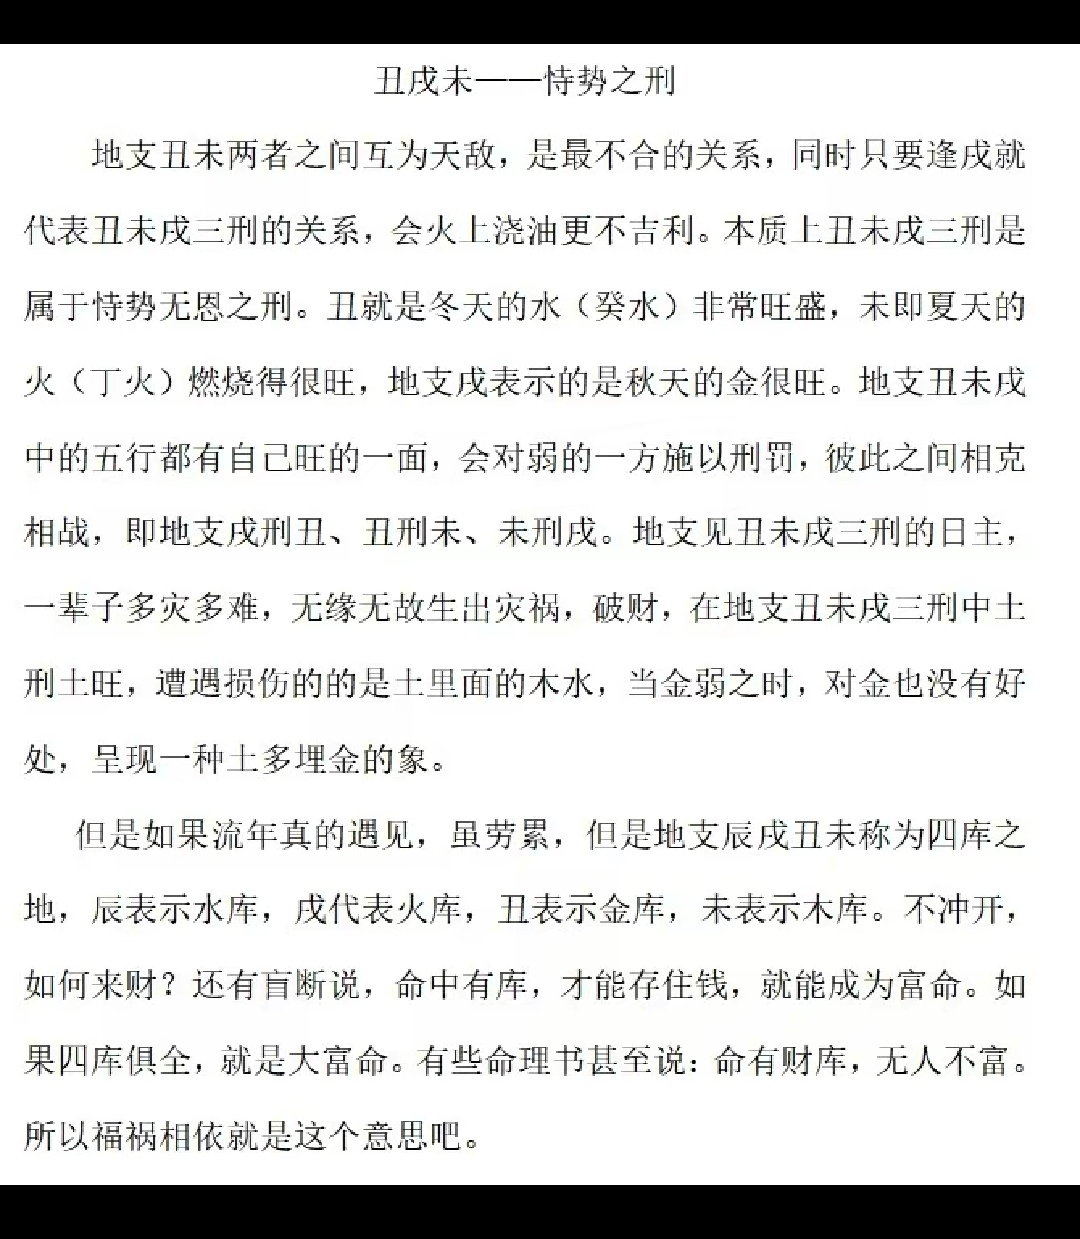 丑戌未——恃势之刑
地支丑未两者之间互为天敌，是最不合的关系，同时只要逢戌就
代表丑未戌三刑的关系，会火上浇油更不吉利。本质上丑未戌三刑是
属于恃势无恩之刑。丑就是冬天的水（癸水）非常旺盛，未即夏天的
火（丁火）燃烧得很旺，地支戌表示的是秋天的金很旺。地支丑未戌
中的五行都有自己旺的一面，会对弱的一方施以刑罚，彼此之间相克
相战，即地支戌刑丑、丑刑未、未刑戌。地支见丑未戌三刑的日主，
一辈子多灾多难，无缘无故生出灾祸，破财，在地支丑未戌三刑中土
刑土旺，遭遇损伤的的是土里面的木水，当金弱之时，对金也没有好
处，呈现一种土多埋金的象。
但是如果流年真的遇见，虽劳累，但是地支辰戌丑未称为四库之
地，辰表示水库，戌代表火库，丑表示金库，未表示木库。不冲开，
如何来财？还有盲断说，命中有库，才能存住钱，就能成为富命。如
果四库俱全，就是大富命。有些命理书甚至说：命有财库，无人不富。
所以福祸相依就是这个意思吧。